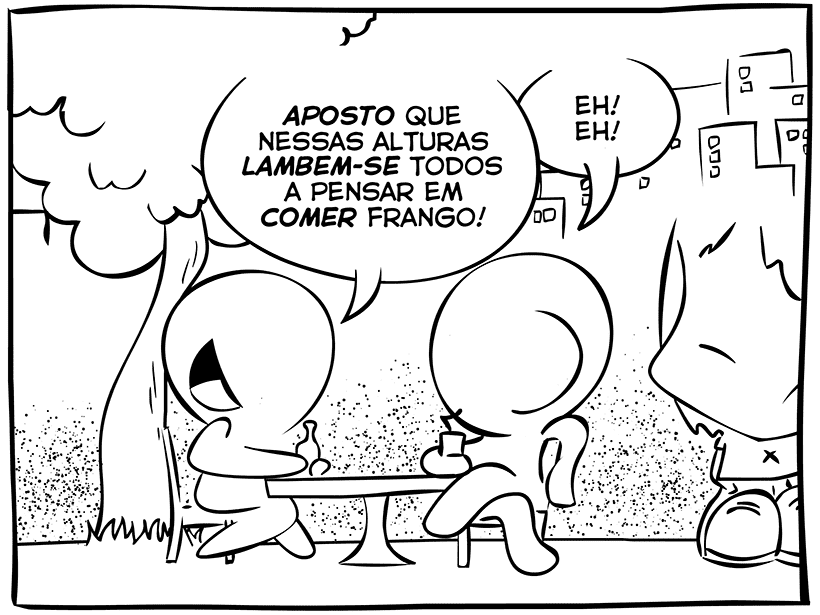 APOSTO QUE
NESSAS ALTURAS
LAMBEM-SE TODOS
A PENSAR EM
COMER FRANGO!
EH!
EH!